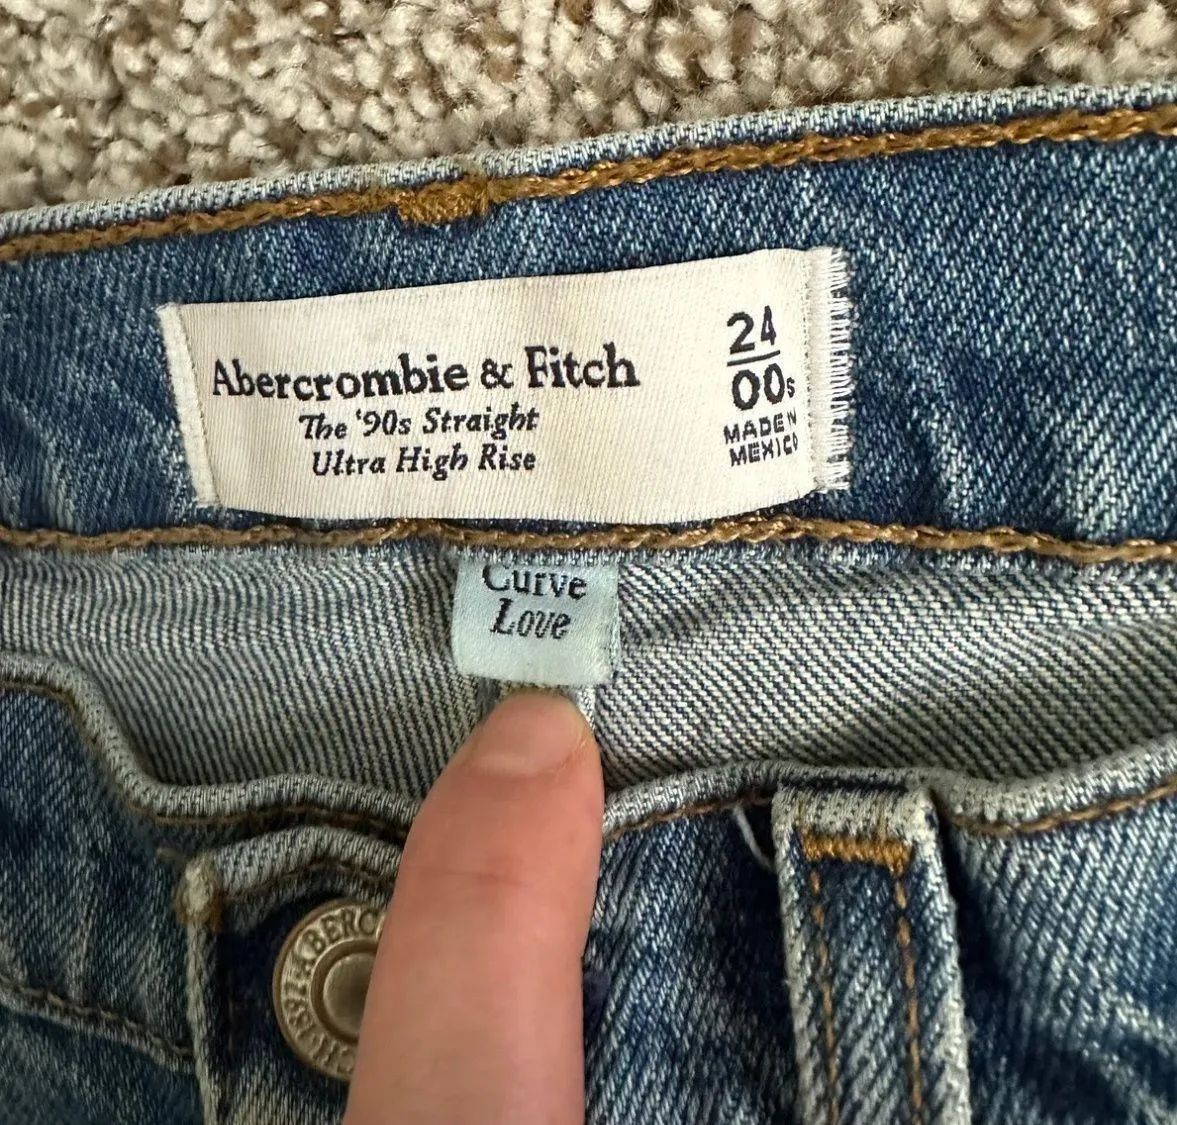 Abercrombie & Fitch
The '90s Straight
Ultra High Rise
24
00s
MADE IN
MEXICO
Curve
Love